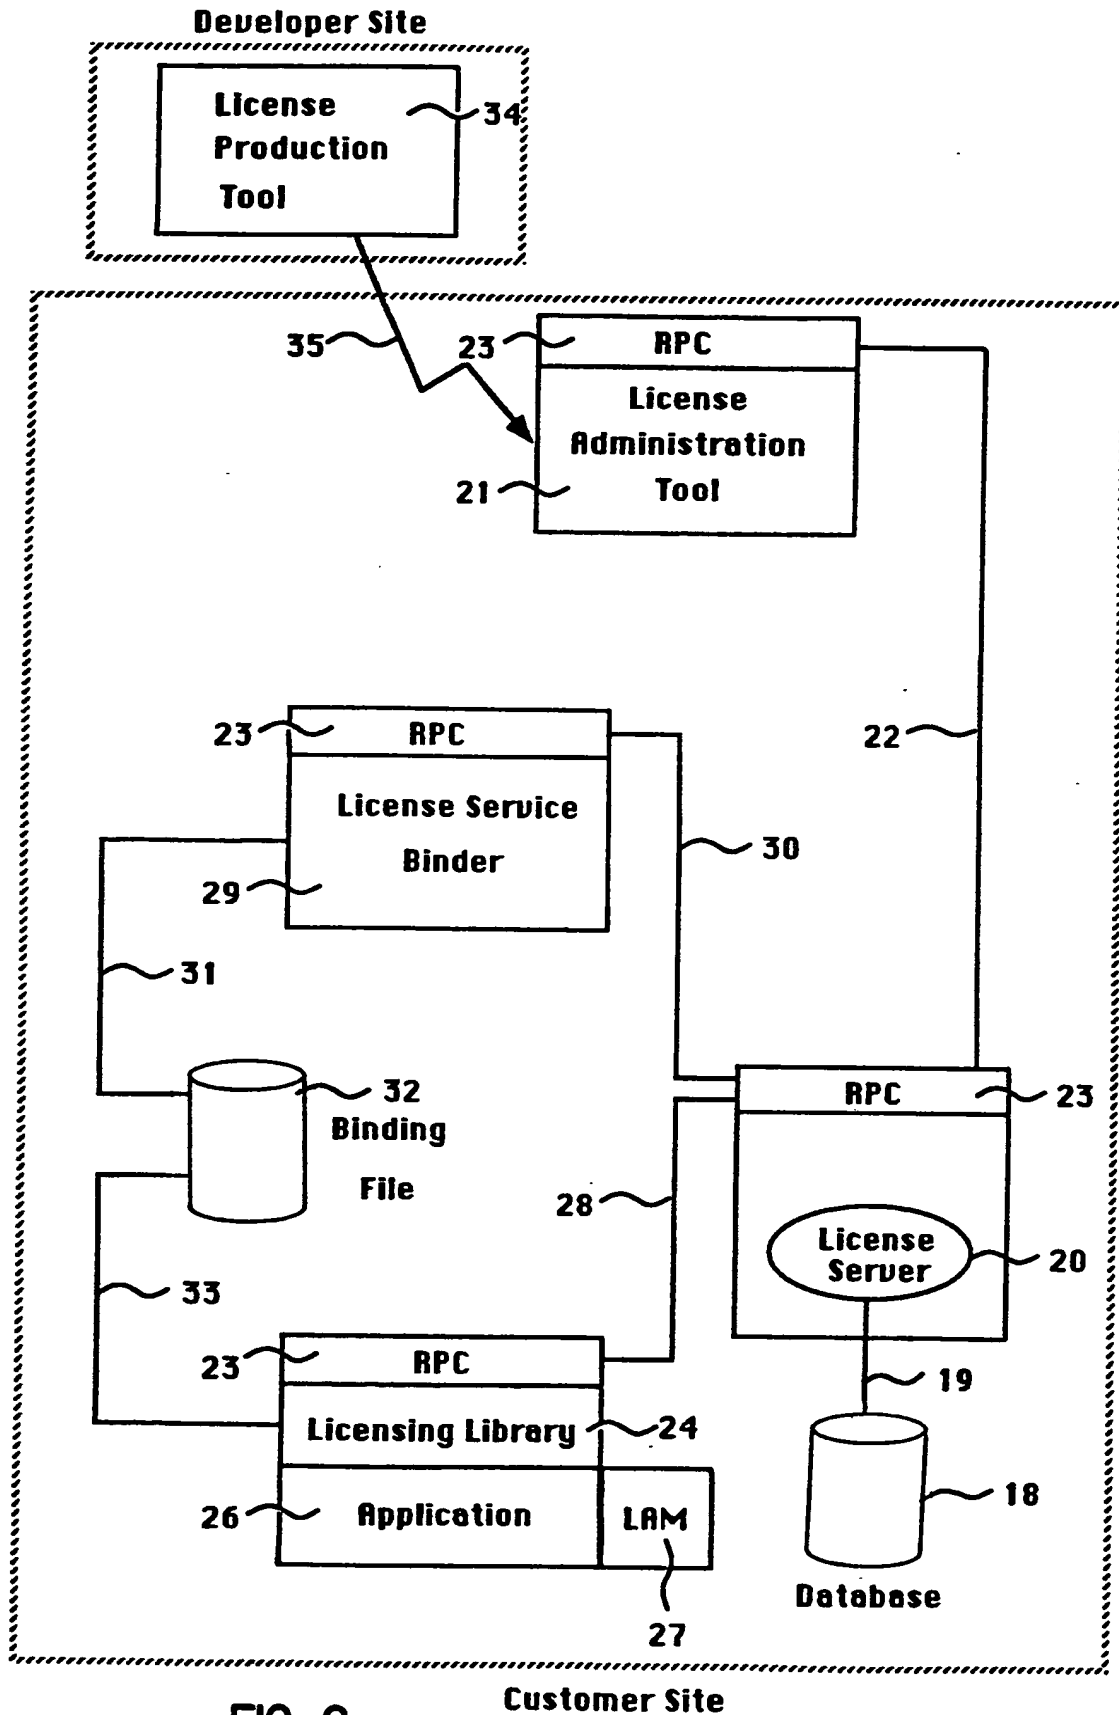 Developer Site
License
Production
Tool
34
35
23
RPC
License
Administration
Tool
21
22
23
RPC
License Service
Binder
29
30
31
32
Binding
File
33
RPC
23
28
License
Server
20
19
18
Database
23
RPC
Licensing Library
24
26
Application
LAM
27
Customer Site